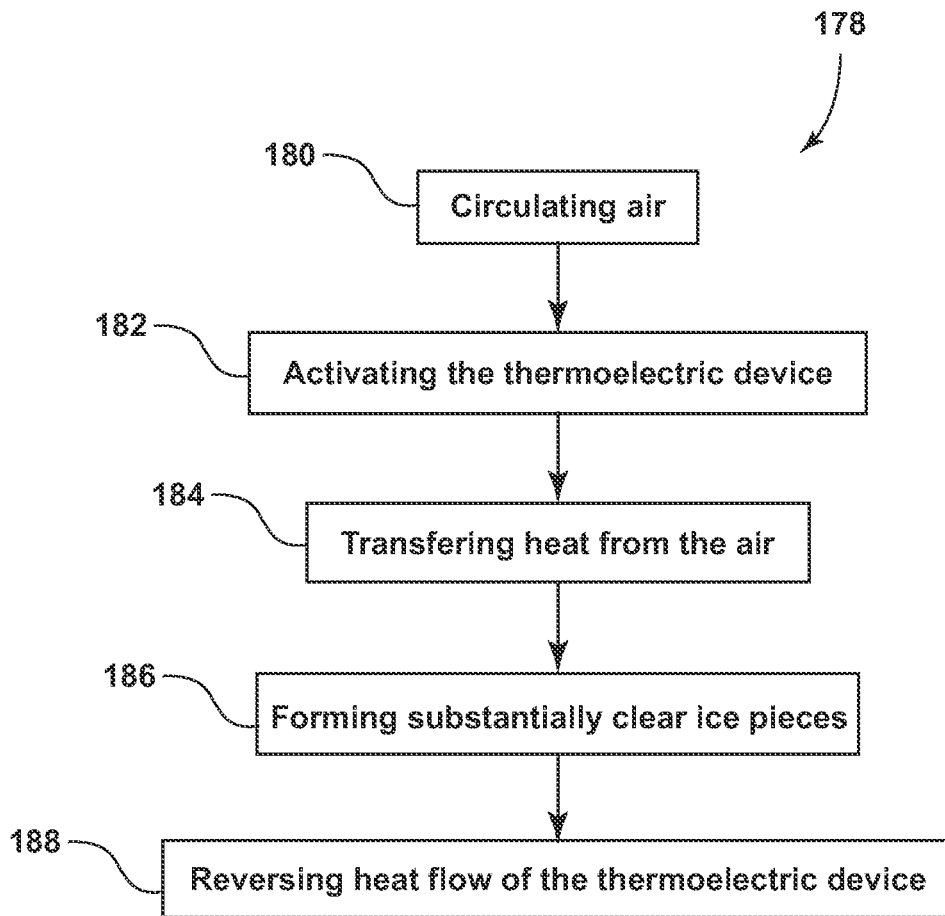 178
180
Circulating air
182
Activating the thermoelectric device
184
Transfering heat from the air
186
Forming substantially clear ice pieces
188
Reversing heat flow of the thermoelectric device